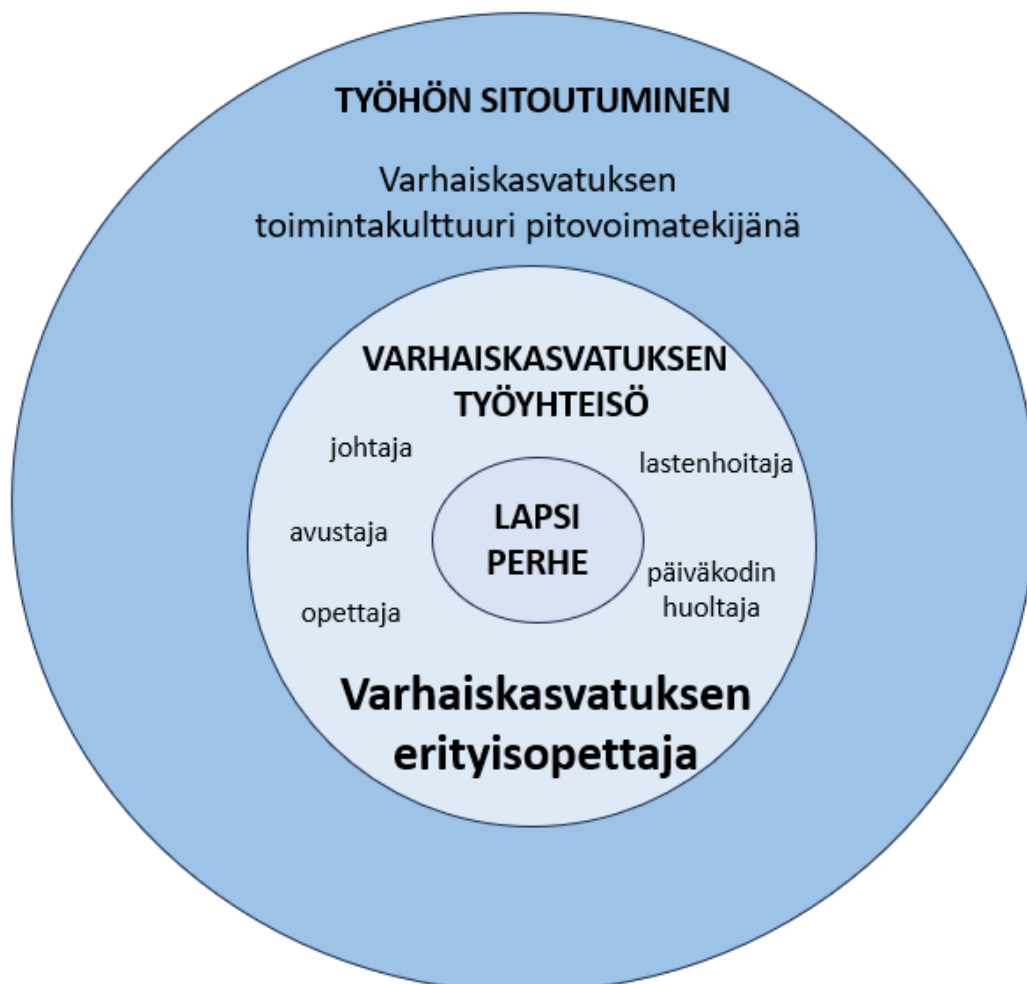 TYÖHÖN SITOUTUMINEN
Varhaiskasvatuksen
toimintakulttuuri pitovoimatekijänä
VARHAISKASVATUKSEN
TYÖYHTEISÖ
johtaja
lastenhoitaja
LAPSI
PERHE
avustaja
päiväkodin
huoltaja
opettaja
Varhaiskasvatuksen
erityisopettaja